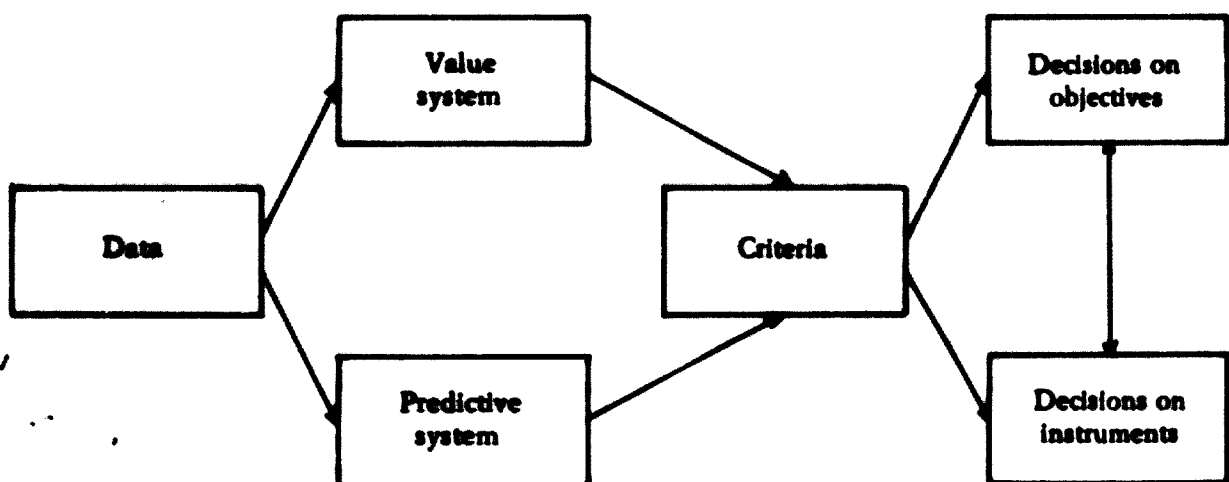 Value
system
Decisions on
objectives
Data
Criteria
Predictive
system
Decisions on
instruments